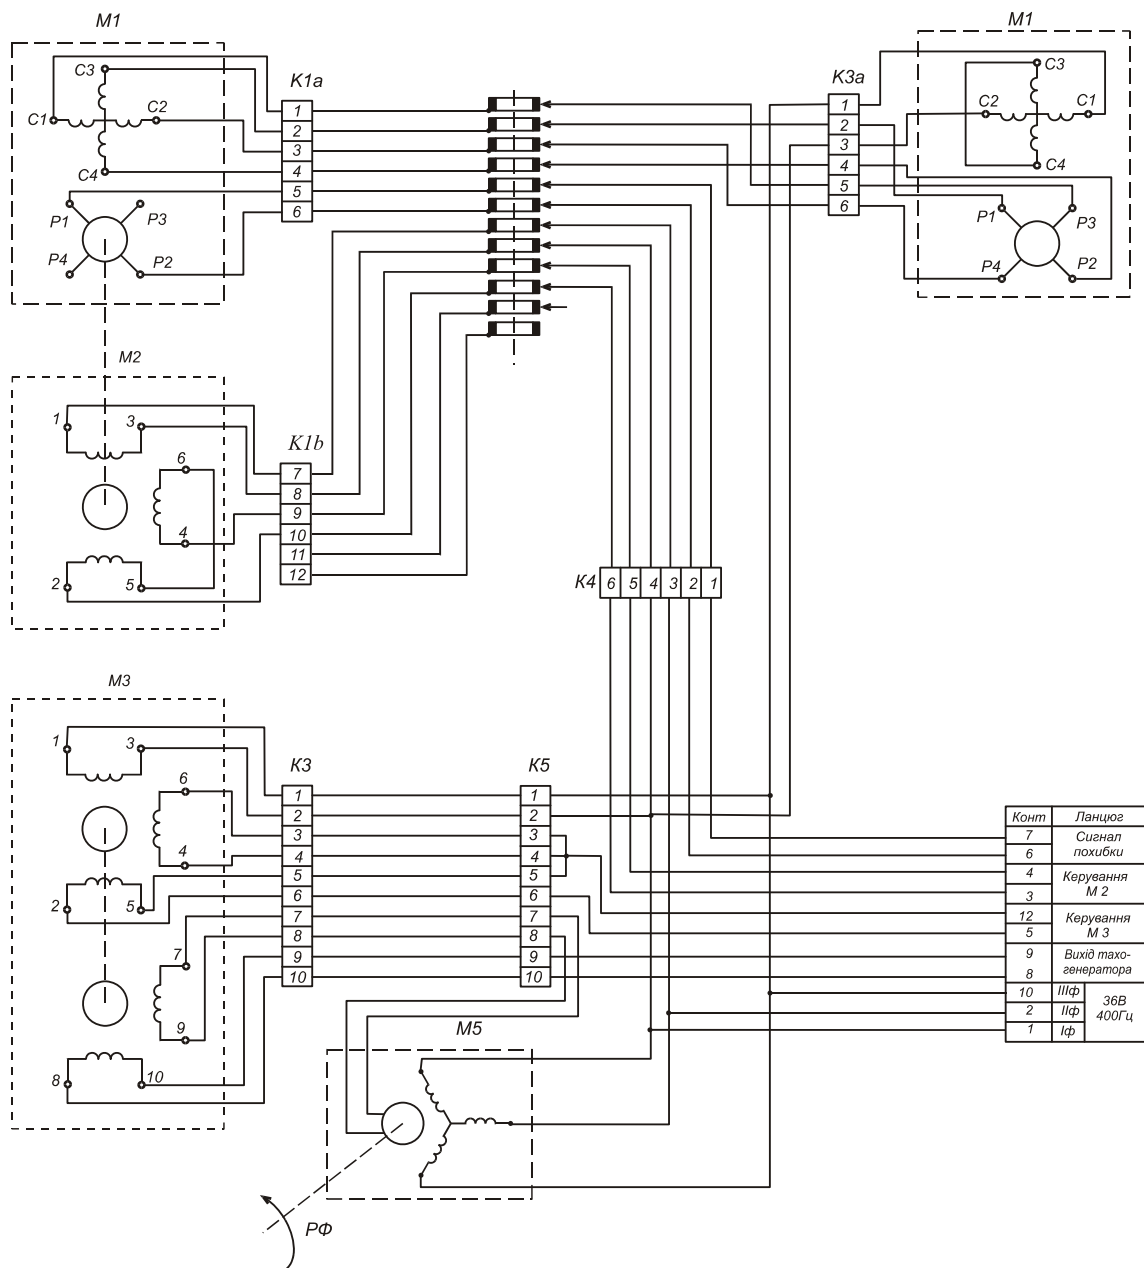 M1
C3
C1
C2
C4
P1
P3
P4
P2
K1a
1
2
3
4
5
6
K3a
1
2
3
4
5
6
M1
C3
C2
C1
C4
P1
P3
P4
P2
M2
1
3
6
4
2
5
K1b
7
8
9
10
11
12
K4
6 5 4 3 2 1
M3
1
3
6
4
2
5
7
9
8
10
K3
1
2
3
4
5
6
7
8
9
10
K5
1
2
3
4
5
6
7
8
9
10
M5
РФ
Конт Ланцюг
7 Сигнал
6 похибки
4 Керування
3 М 2
12 Керування
5 М 3
9 Вихід тахо-
8 генератора
10 IIIф 36В
2 IIф 400Гц
1 Iф